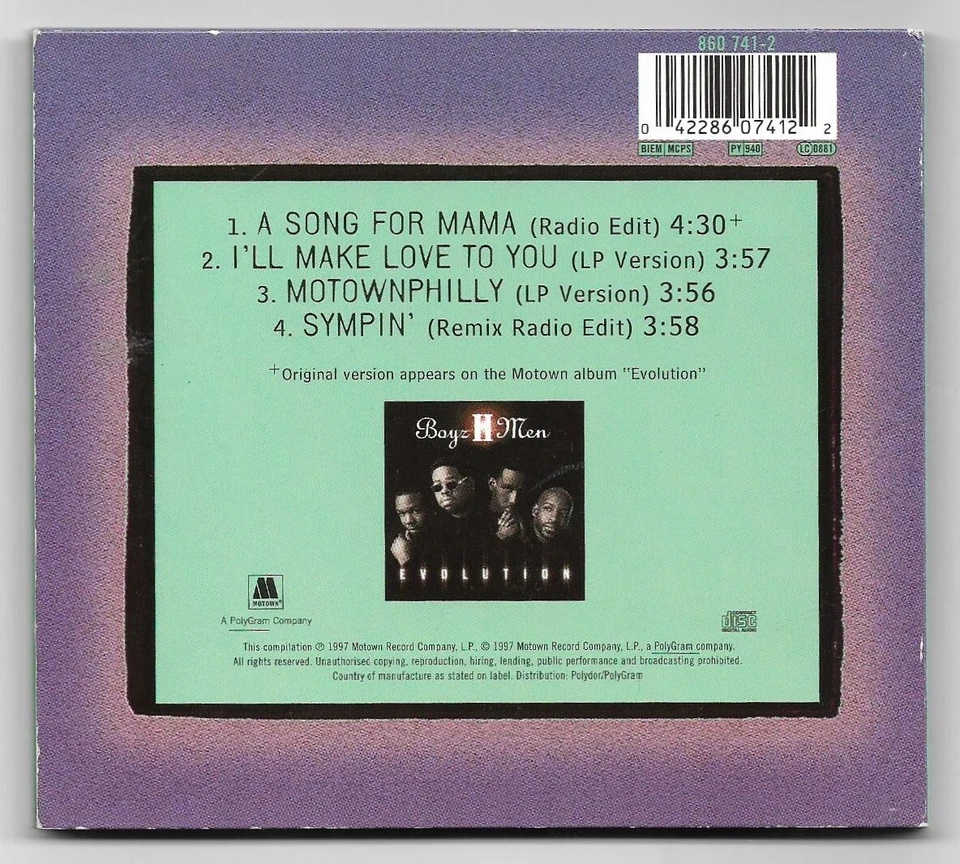 860 741-2
0 42286 07412 2
BIEM MCPS PY 940 LC 0881
1. A SONG FOR MAMA (Radio Edit) 4:30+
2. I'LL MAKE LOVE TO YOU (LP Version) 3:57
3. MOTOWNPHILLY (LP Version) 3:56
4. SYMPIN' (Remix Radio Edit) 3:58
+Original version appears on the Motown album "Evolution"
Boyz II Men
EVOLUTION
MOTOWN
A PolyGram Company
COMPACT
disc
DIGITAL AUDIO
This compilation ℗ 1997 Motown Record Company, L.P., © 1997 Motown Record Company, L.P., a PolyGram company.
All rights reserved. Unauthorised copying, reproduction, hiring, lending, public performance and broadcasting prohibited.
Country of manufacture as stated on label. Distribution: Polydor/PolyGram